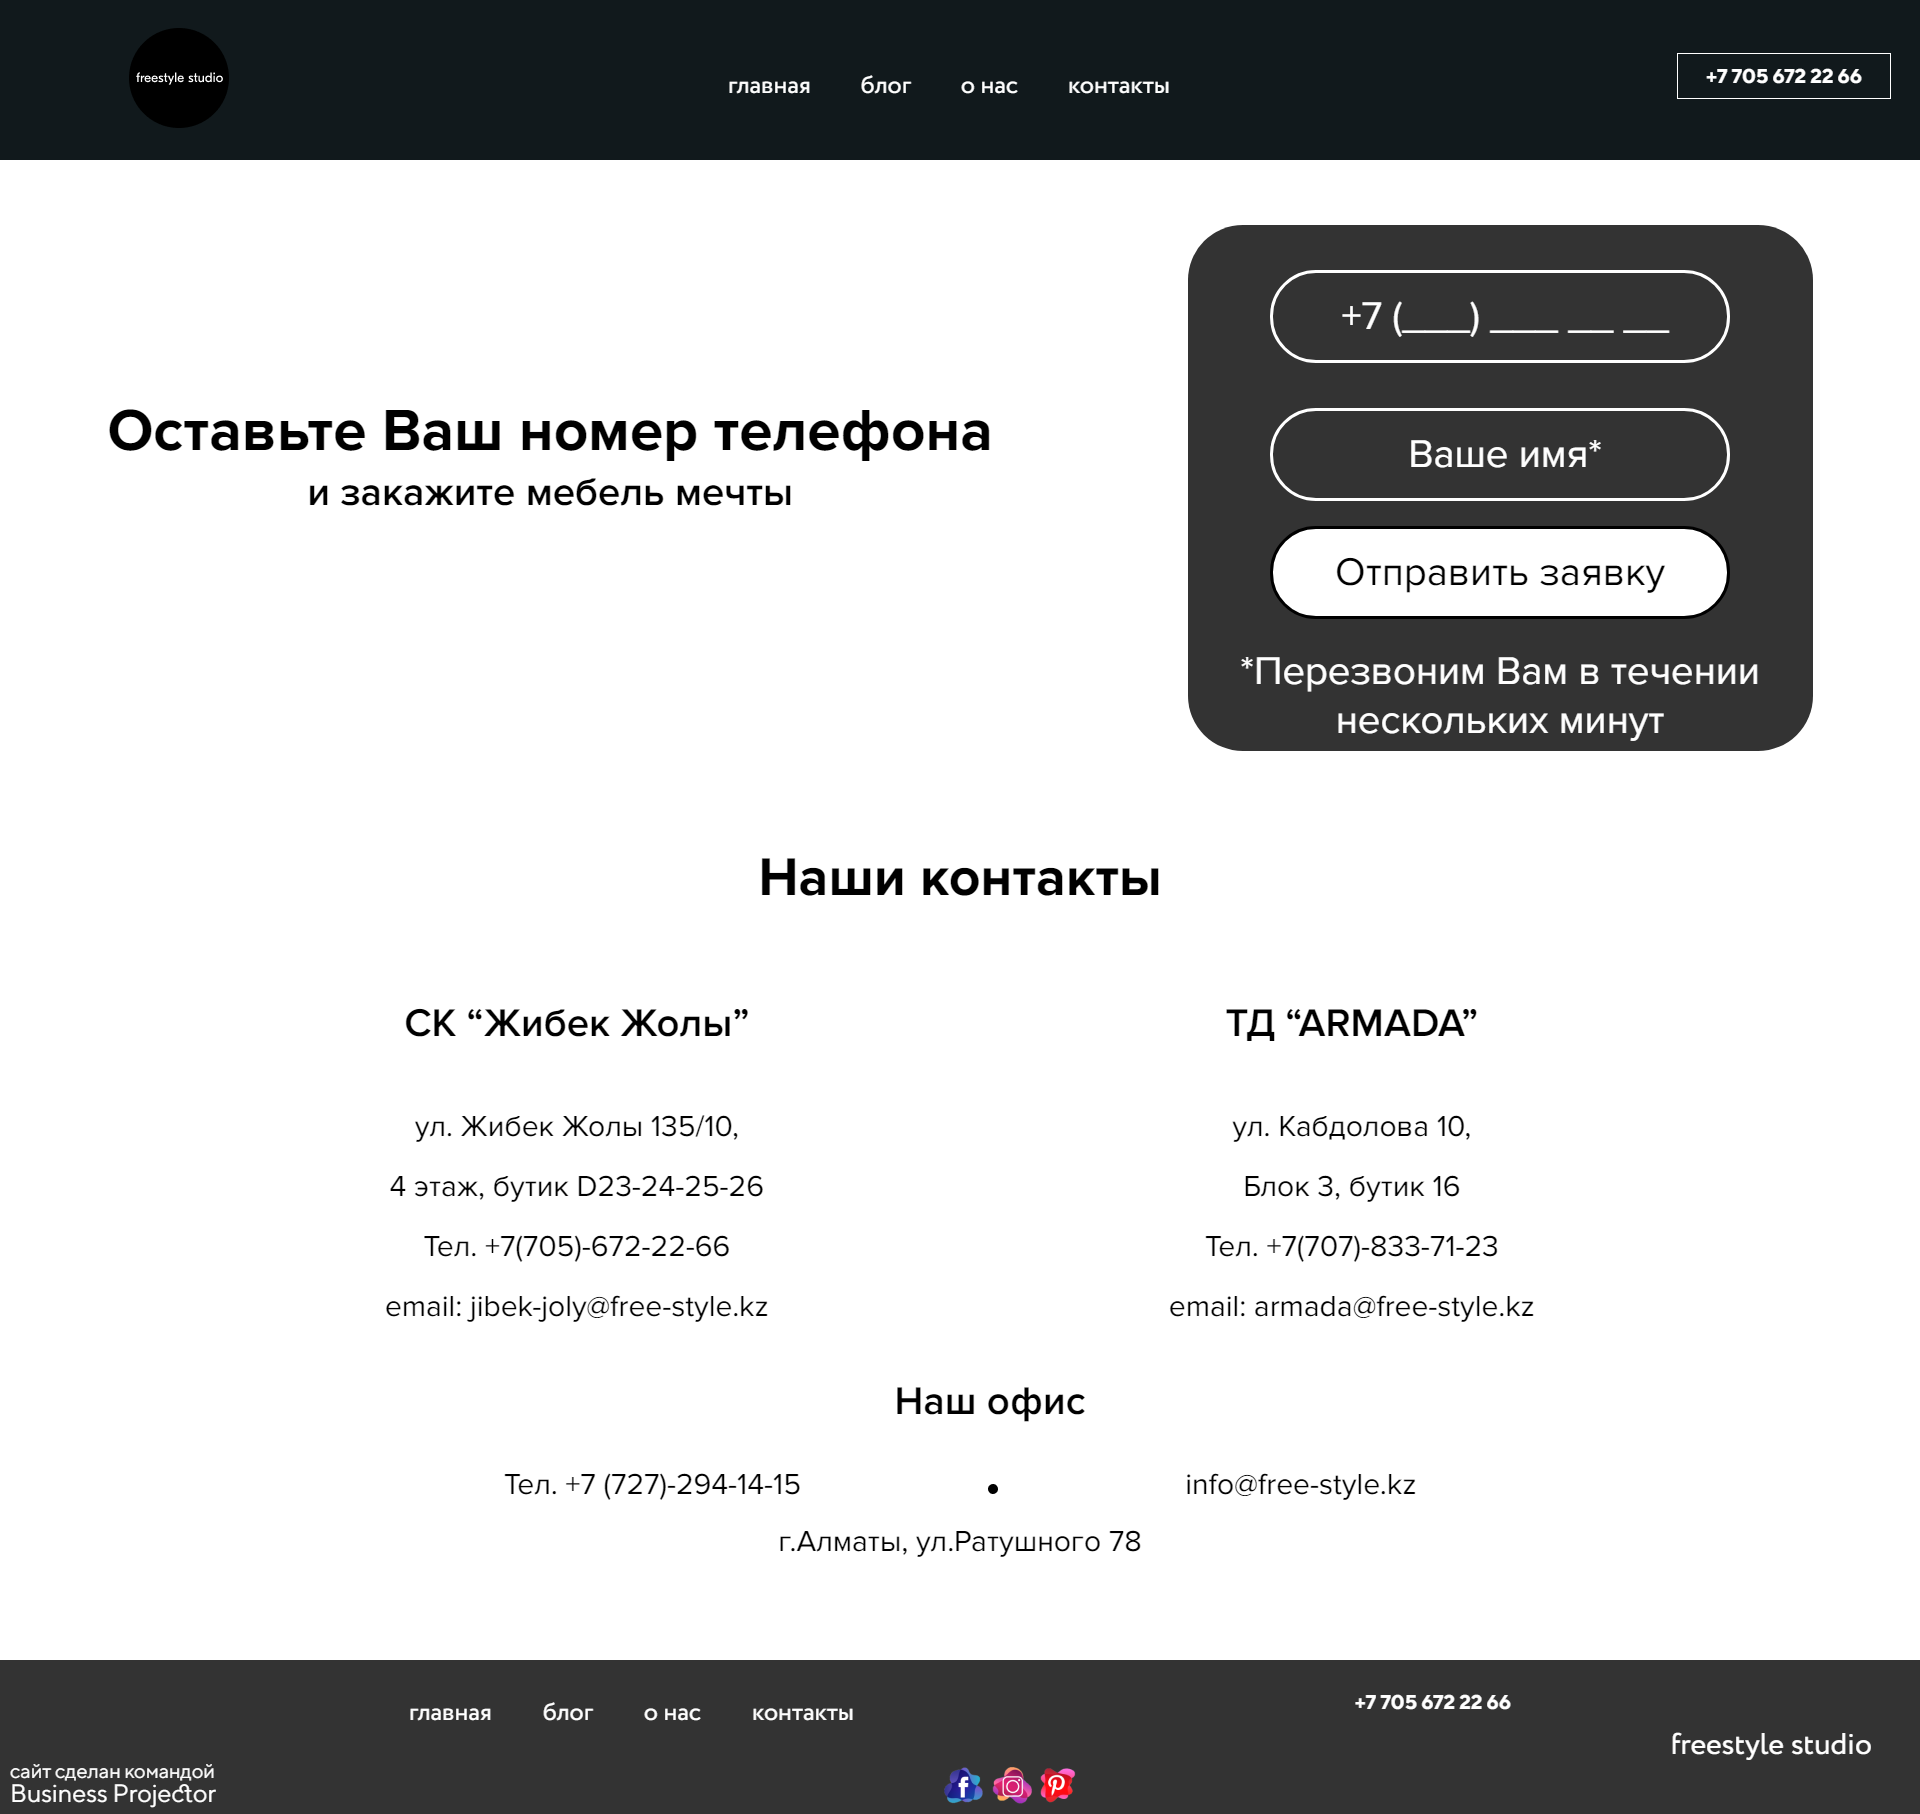 freestyle studio
главная блог о нас контакты
+7 705 672 22 66
+7 (___) ___ __ __
Ваше имя*
Отправить заявку
*Перезвоним Вам в течении
нескольких минут
Оставьте Ваш номер телефона
и закажите мебель мечты
Наши контакты
СК “Жибек Жолы”
ул. Жибек Жолы 135/10,
4 этаж, бутик D23-24-25-26
Тел. +7(705)-672-22-66
email: jibek-joly@free-style.kz
ТД “ARMADA”
ул. Кабдолова 10,
Блок 3, бутик 16
Тел. +7(707)-833-71-23
email: armada@free-style.kz
Наш офис
Тел. +7 (727)-294-14-15 • info@free-style.kz
г.Алматы, ул.Ратушного 78
главная блог о нас контакты
+7 705 672 22 66
freestyle studio
сайт сделан командой
Business Projector